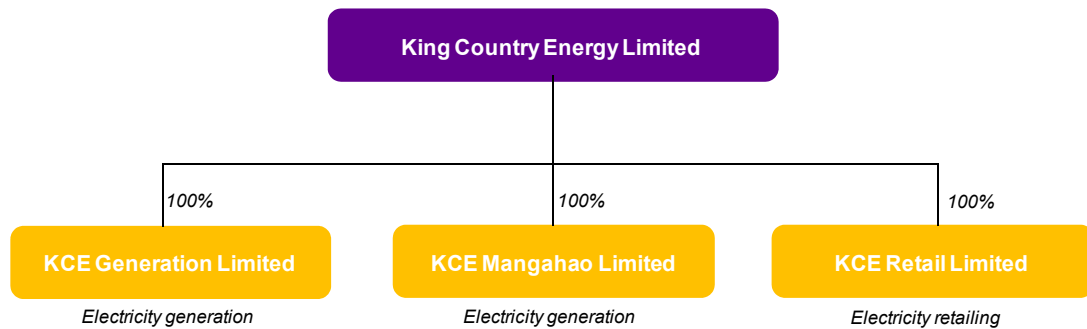 King Country Energy Limited
100%
100%
100%
KCE Generation Limited
KCE Mangahao Limited
KCE Retail Limited
Electricity generation
Electricity generation
Electricity retailing